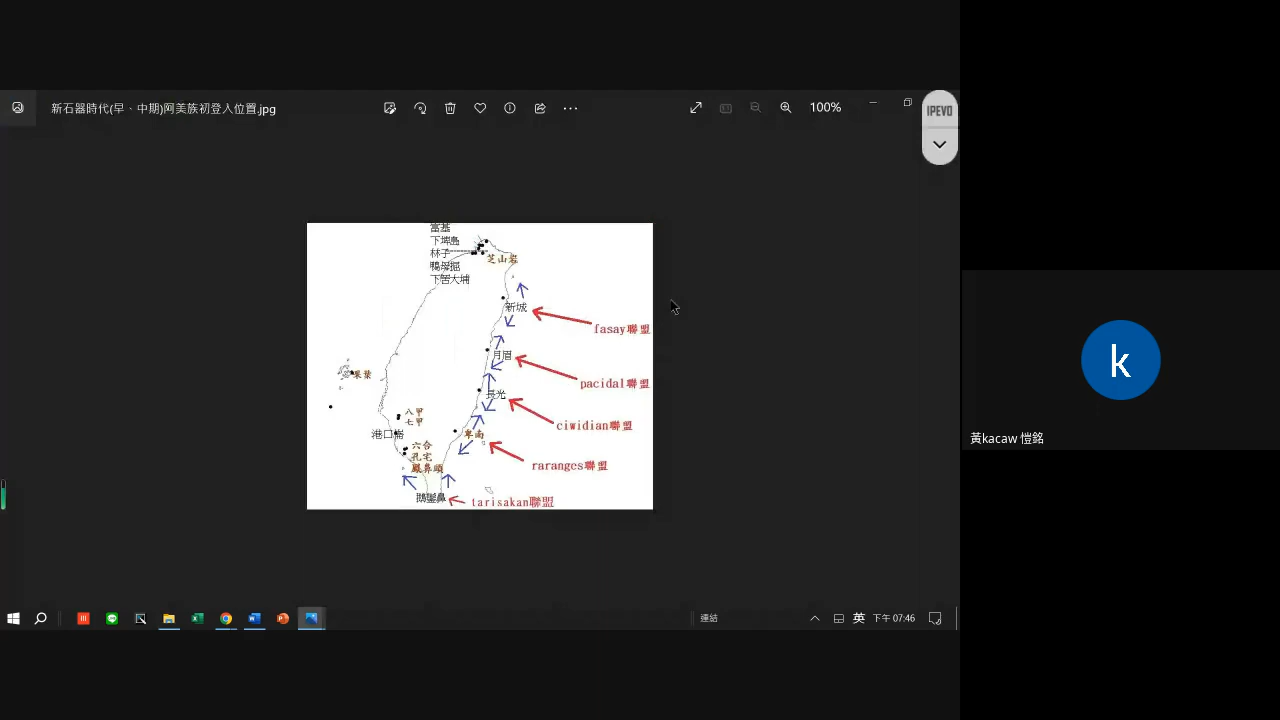 新石器時代(早、中期)阿美族初登入位置.jpg
100%
IPEVO
富基
下埤島
林子
鴨母堀
下罟大埔
芝山岩
新城
fasay聯盟
月眉
pacidal聯盟
果葉
長光
ciwidian聯盟
八甲
七甲
港口崙
卑南
六合
孔宅
raranges聯盟
鳳鼻頭
鵝鑾鼻
tarisakan聯盟
k
黃kacaw 愷銘
連結
英
下午 07:46